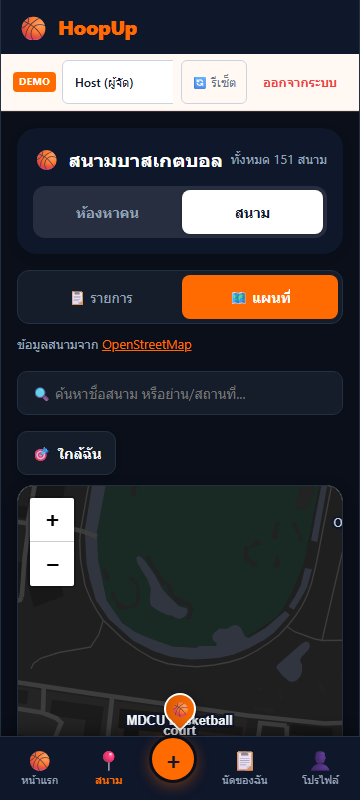 HoopUp
DEMO
Host (ผู้จัด)
รีเซ็ต
ออกจากระบบ
สนามบาสเกตบอล
ทั้งหมด 151 สนาม
ห้องหาคน
สนาม
รายการ
แผนที่
ข้อมูลสนามจาก OpenStreetMap
ค้นหาชื่อสนาม หรือย่าน/สถานที่...
ใกล้ฉัน
+
−
court
+
หน้าแรก
สนาม
นัดของฉัน
โปรไฟล์